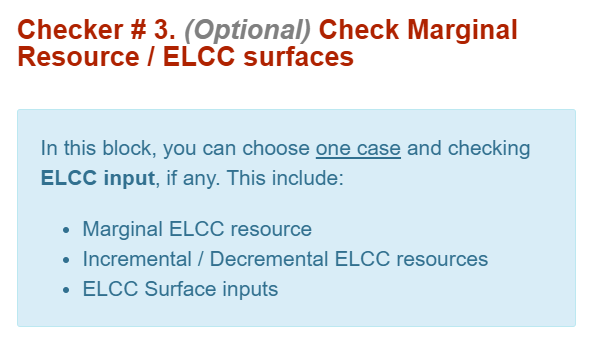 Checker # 3. (Optional) Check Marginal
Resource / ELCC surfaces
In this block, you can choose one case and checking
ELCC input, if any. This include:
• Marginal ELCC resource
• Incremental / Decremental ELCC resources
• ELCC Surface inputs